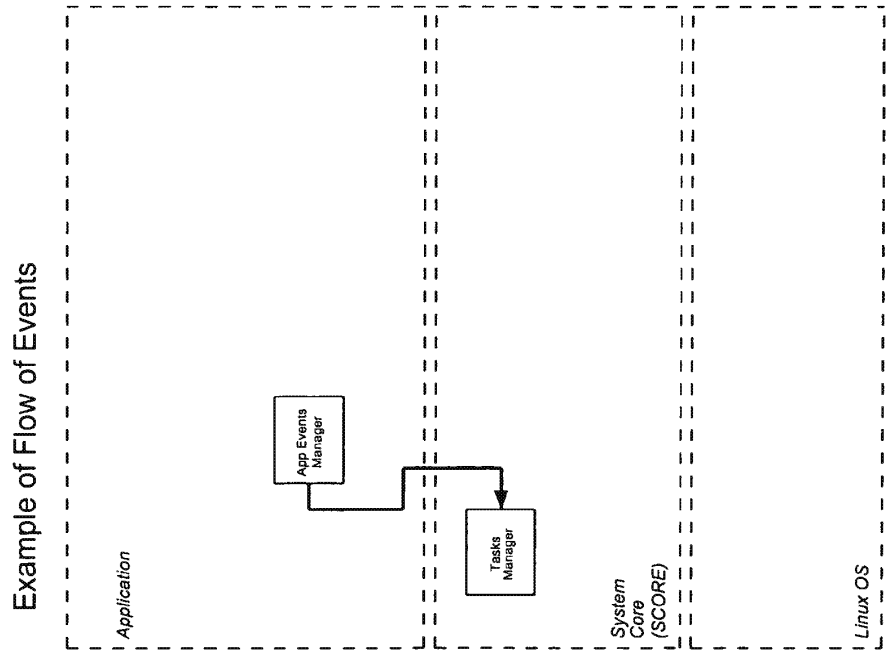 Example of Flow of Events
Application
App Events
Manager
Tasks
Manager
System
Core
(SCORE)
Linux OS